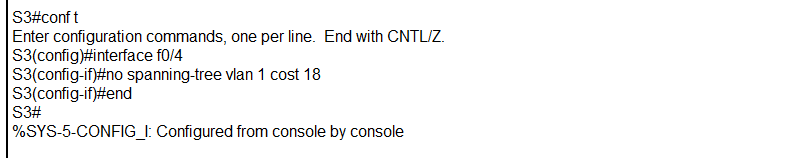 S3#conf t
Enter configuration commands, one per line.  End with CNTL/Z.
S3(config)#interface f0/4
S3(config-if)#no spanning-tree vlan 1 cost 18
S3(config-if)#end
S3#
%SYS-5-CONFIG_I: Configured from console by console